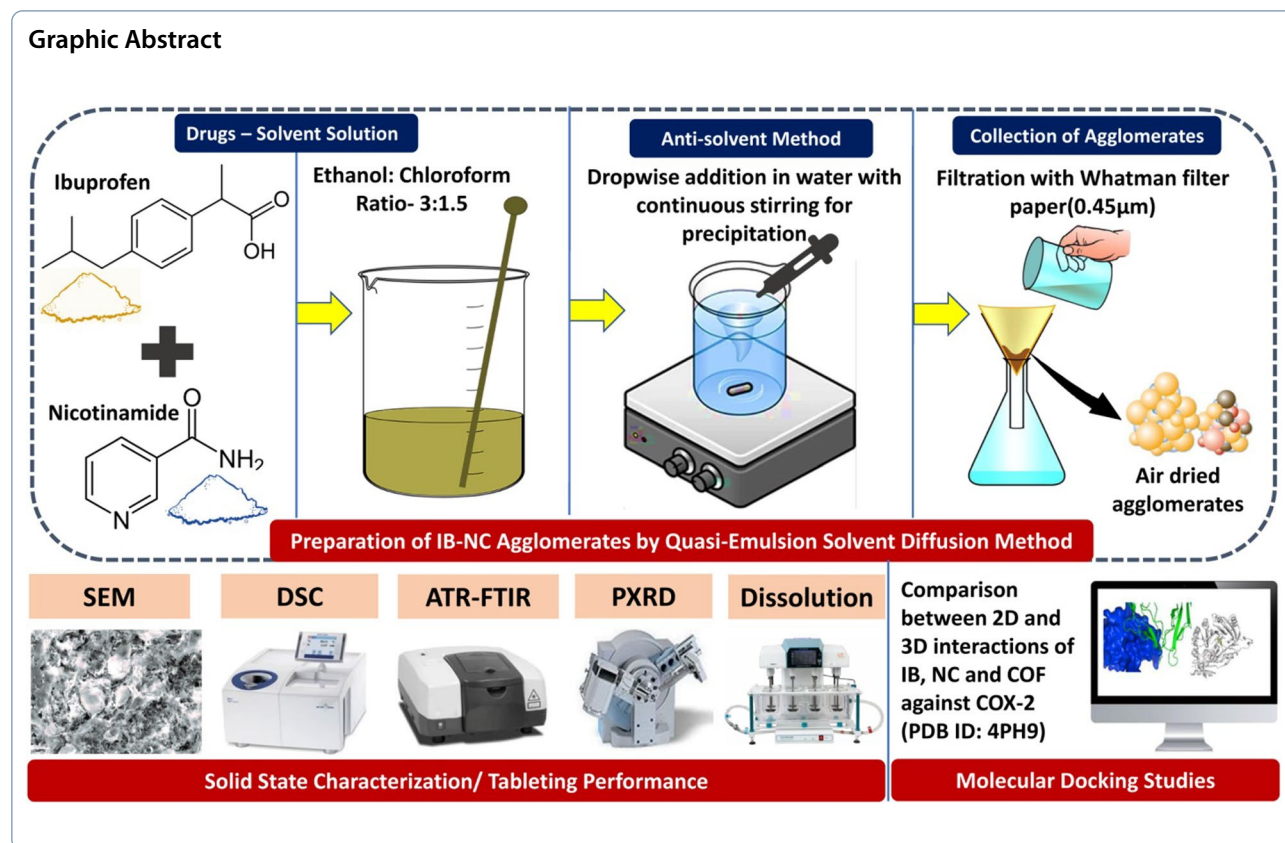 Graphic Abstract
Drugs – Solvent Solution
Ibuprofen
O
OH
Nicotinamide
O
NH2
N
Ethanol: Chloroform
Ratio- 3:1.5
Anti-solvent Method
Dropwise addition in water with
continuous stirring for
precipitation
Collection of Agglomerates
Filtration with Whatman filter
paper(0.45µm)
Air dried
agglomerates
Preparation of IB-NC Agglomerates by Quasi-Emulsion Solvent Diffusion Method
SEM
DSC
ATR-FTIR
PXRD
Dissolution
Solid State Characterization/ Tableting Performance
Comparison
between 2D and
3D interactions of
IB, NC and COF
against COX-2
(PDB ID: 4PH9)
Molecular Docking Studies